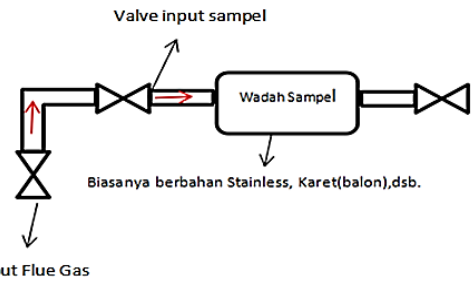 Valve input sampel
Wadah Sampel
Biasanya berbahan Stainless, Karet(balon),dsb.
ut Flue Gas